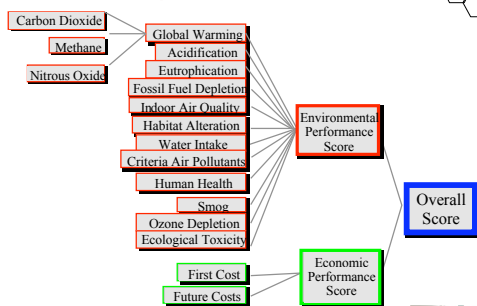 Carbon Dioxide
Methane
Nitrous Oxide
Global Warming
Acidification
Eutrophication
Fossil Fuel Depletion
Indoor Air Quality
Habitat Alteration
Water Intake
Criteria Air Pollutants
Human Health
Smog
Ozone Depletion
Ecological Toxicity
First Cost
Future Costs
Environmental
Performance
Score
Economic
Performance
Score
Overall
Score